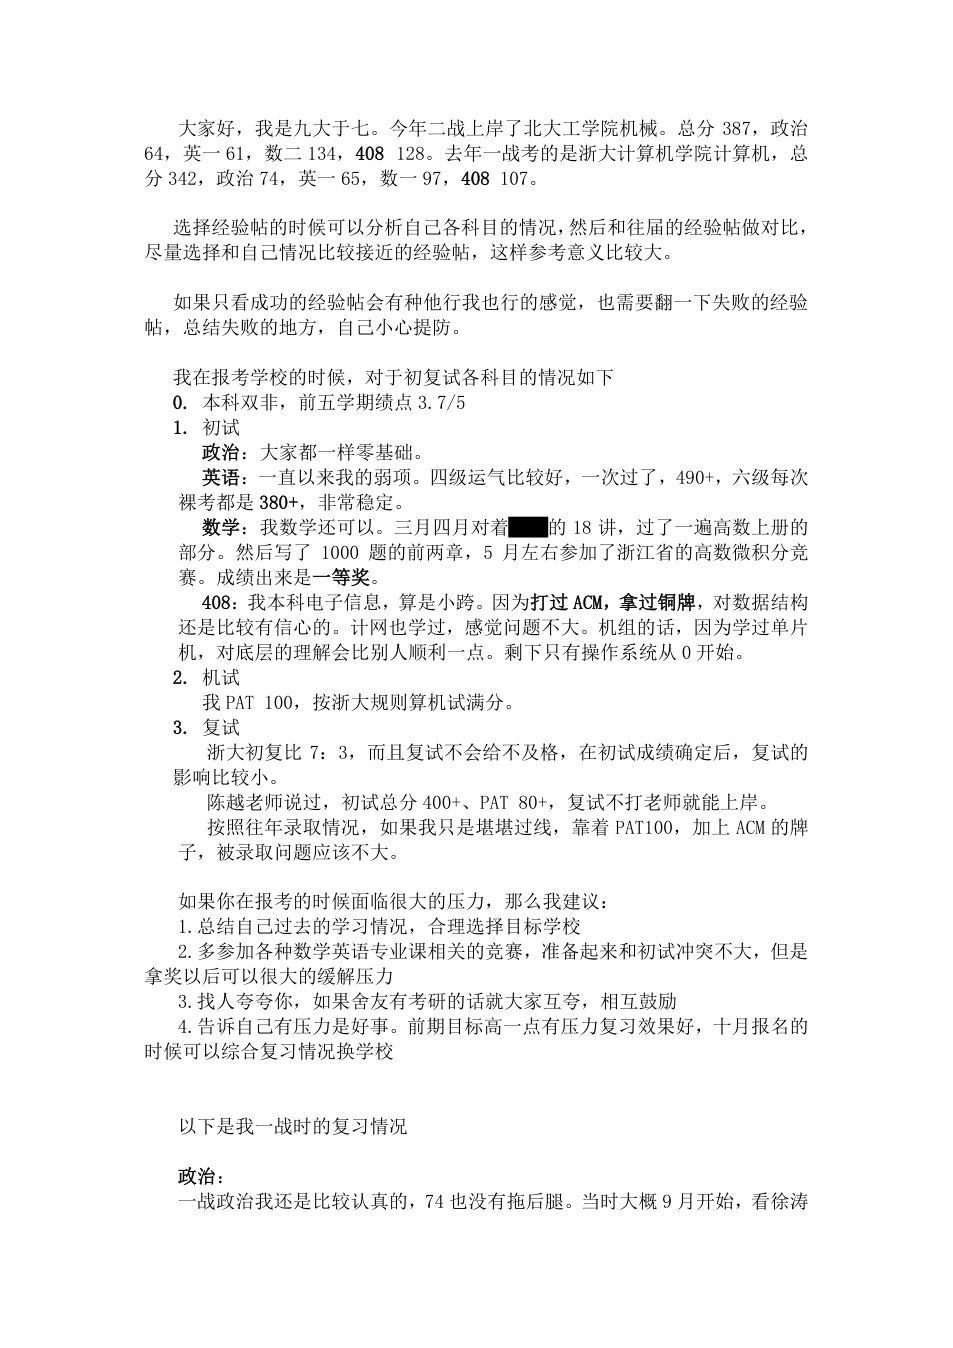 大家好，我是九大于七。今年二战上岸了北大工学院机械。总分 387，政治
64，英一 61，数二 134，408 128。去年一战考的是浙大计算机学院计算机，总
分 342，政治 74，英一 65，数一 97，408 107。
选择经验帖的时候可以分析自己各科目的情况，然后和往届的经验帖做对比，
尽量选择和自己情况比较接近的经验帖，这样参考意义比较大。
如果只看成功的经验帖会有种他行我也行的感觉，也需要翻一下失败的经验
帖，总结失败的地方，自己小心提防。
我在报考学校的时候，对于初复试各科目的情况如下
0. 本科双非，前五学期绩点 3.7/5
1. 初试
政治：大家都一样零基础。
英语：一直以来我的弱项。四级运气比较好，一次过了，490+，六级每次
裸考都是 380+，非常稳定。
数学：我数学还可以。三月四月对着的 18 讲，过了一遍高数上册的
部分。然后写了 1000 题的前两章，5 月左右参加了浙江省的高数微积分竞
赛。成绩出来是一等奖。
408：我本科电子信息，算是小跨。因为打过 ACM，拿过铜牌，对数据结构
还是比较有信心的。计网也学过，感觉问题不大。机组的话，因为学过单片
机，对底层的理解会比别人顺利一点。剩下只有操作系统从 0 开始。
2. 机试
我 PAT 100，按浙大规则算机试满分。
3. 复试
浙大初复比 7：3，而且复试不会给不及格，在初试成绩确定后，复试的
影响比较小。
陈越老师说过，初试总分 400+、PAT 80+，复试不打老师就能上岸。
按照往年录取情况，如果我只是堪堪过线，靠着 PAT100，加上 ACM 的牌
子，被录取问题应该不大。
如果你在报考的时候面临很大的压力，那么我建议：
1.总结自己过去的学习情况，合理选择目标学校
2.多参加各种数学英语专业课相关的竞赛，准备起来和初试冲突不大，但是
拿奖以后可以很大的缓解压力
3.找人夸夸你，如果舍友有考研的话就大家互夸，相互鼓励
4.告诉自己有压力是好事。前期目标高一点有压力复习效果好，十月报名的
时候可以综合复习情况换学校
以下是我一战时的复习情况
政治：
一战政治我还是比较认真的，74 也没有拖后腿。当时大概 9 月开始，看徐涛